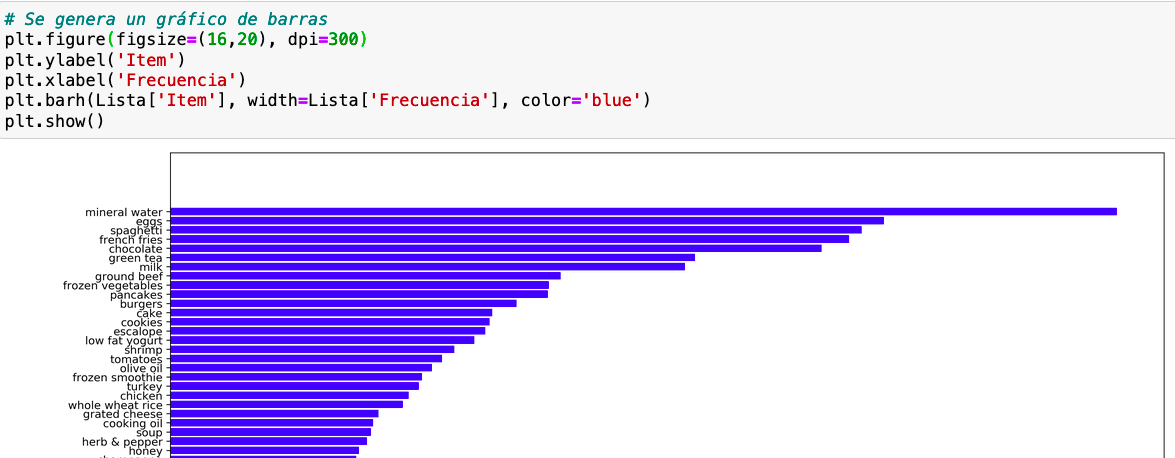 # Se genera un gráfico de barras
plt.figure(figsize=(16,20), dpi=300)
plt.ylabel('Item')
plt.xlabel('Frecuencia')
plt.barh(Lista['Item'], width=Lista['Frecuencia'], color='blue')
plt.show()
mineral water
eggs
spaghetti
french fries
chocolate
green tea
milk
ground beef
frozen vegetables
pancakes
burgers
cake
cookies
escalope
low fat yogurt
shrimp
tomatoes
olive oil
frozen smoothie
turkey
chicken
whole wheat rice
grated cheese
cooking oil
soup
herb & pepper
honey